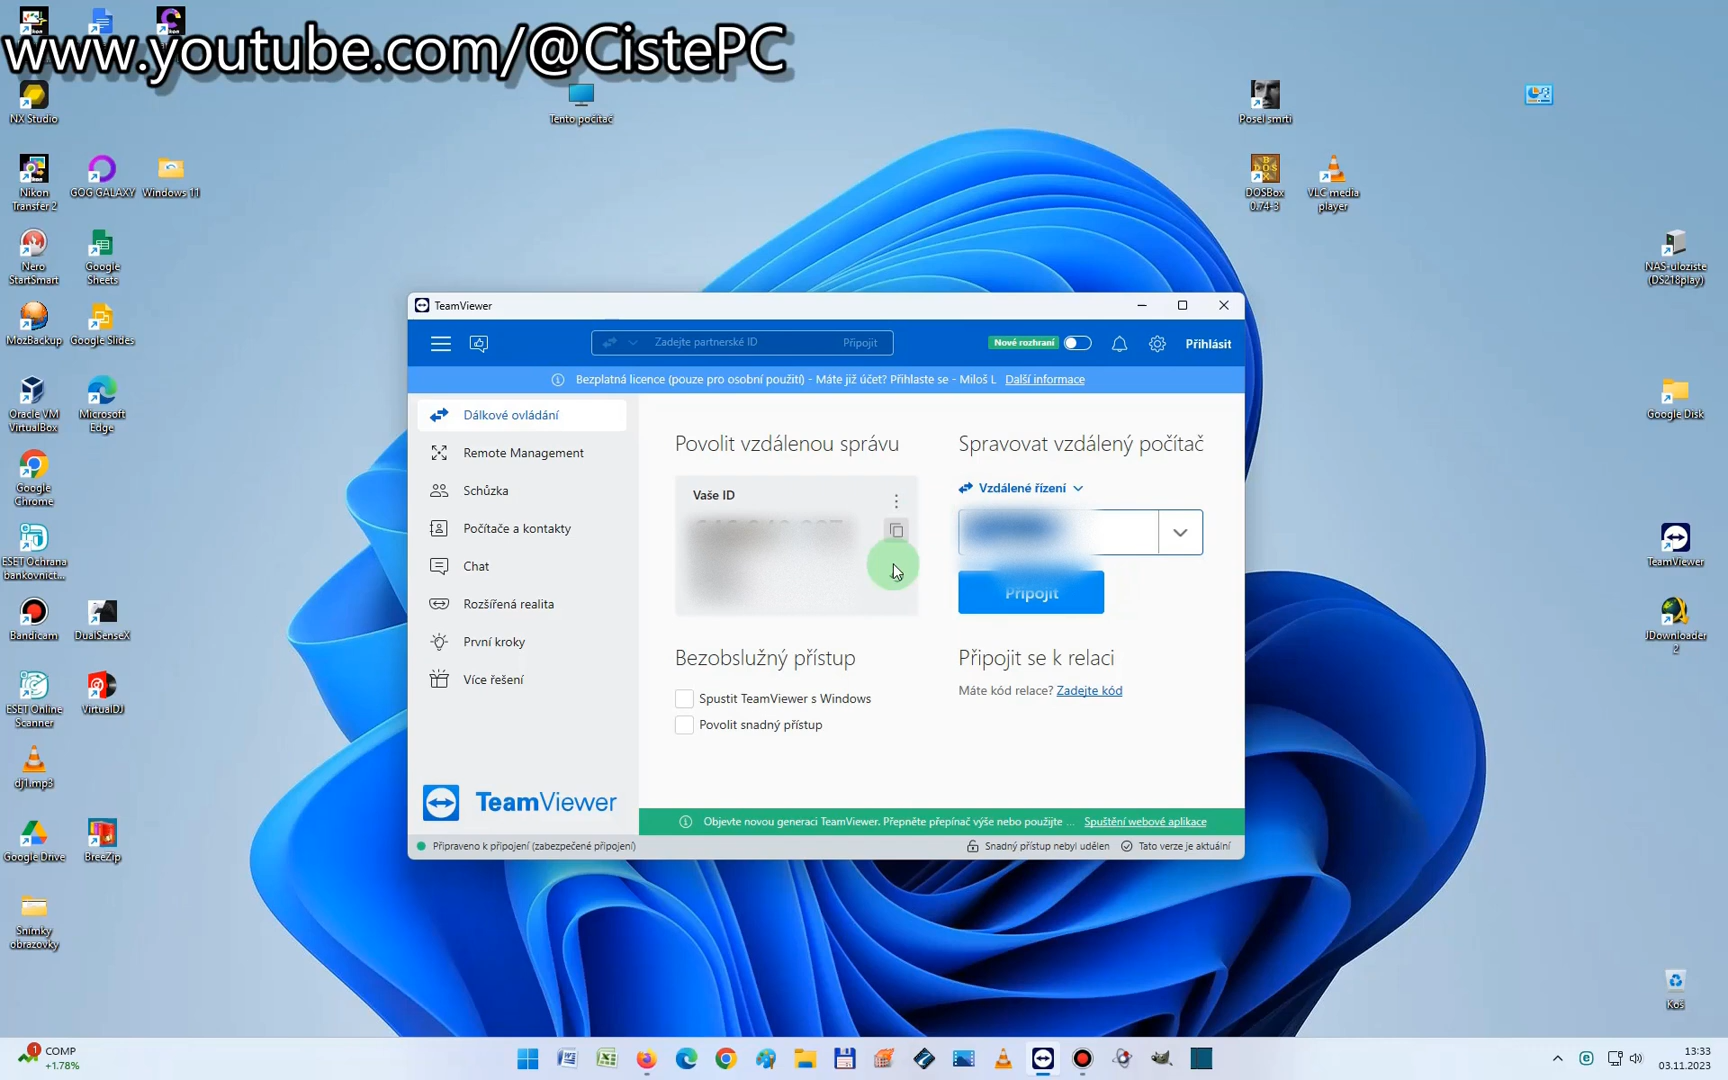 www.youtube.com/@CistePC
NX Studio
Tento počítač
Posel smrti
Nikon
Transfer 2
GOG GALAXY
Windows 11
DOSBox
0.74-3
VLC media
player
Nero
StartSmart
Google
Sheets
NAS-uloziste
(DS218play)
MozBackup
Google Slides
Oracle VM
VirtualBox
Microsoft
Edge
Google Disk
Google
Chrome
ESET Ochrana
bankovnict...
TeamViewer
Bandicam
DualSenseX
JDownloader
2
ESET Online
Scanner
VirtualDJ
dj1.mp3
Google Drive
BreeZip
Snímky
obrazovky
Koš
TeamViewer
Zadejte partnerské ID
Připojit
Nové rozhraní
Přihlásit
Bezplatná licence (pouze pro osobní použití) - Máte již účet? Přihlaste se - Miloš L
Další informace
Dálkové ovládání
Remote Management
Schůzka
Počítače a kontakty
Chat
Rozšířená realita
První kroky
Více řešení
TeamViewer
Povolit vzdálenou správu
Vaše ID
Bezobslužný přístup
Spustit TeamViewer s Windows
Povolit snadný přístup
Spravovat vzdálený počítač
Vzdálené řízení
Připojit
Připojit se k relaci
Máte kód relace? Zadejte kód
Objevte novou generaci TeamViewer. Přepněte přepínač výše nebo použijte ...
Spuštění webové aplikace
Připraveno k připojení (zabezpečené připojení)
Snadný přístup nebyl udělen
Tato verze je aktuální
1
COMP
+1.78%
13:33
03.11.2023